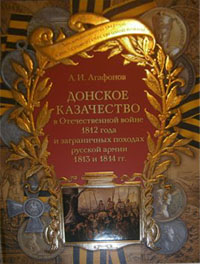 А. И. Агафонов
ДОНСКОЕ
КАЗАЧЕСТВО
в Отечественной войне
1812 года
и заграничных походах
русской армии
1813 и 1814 гг.